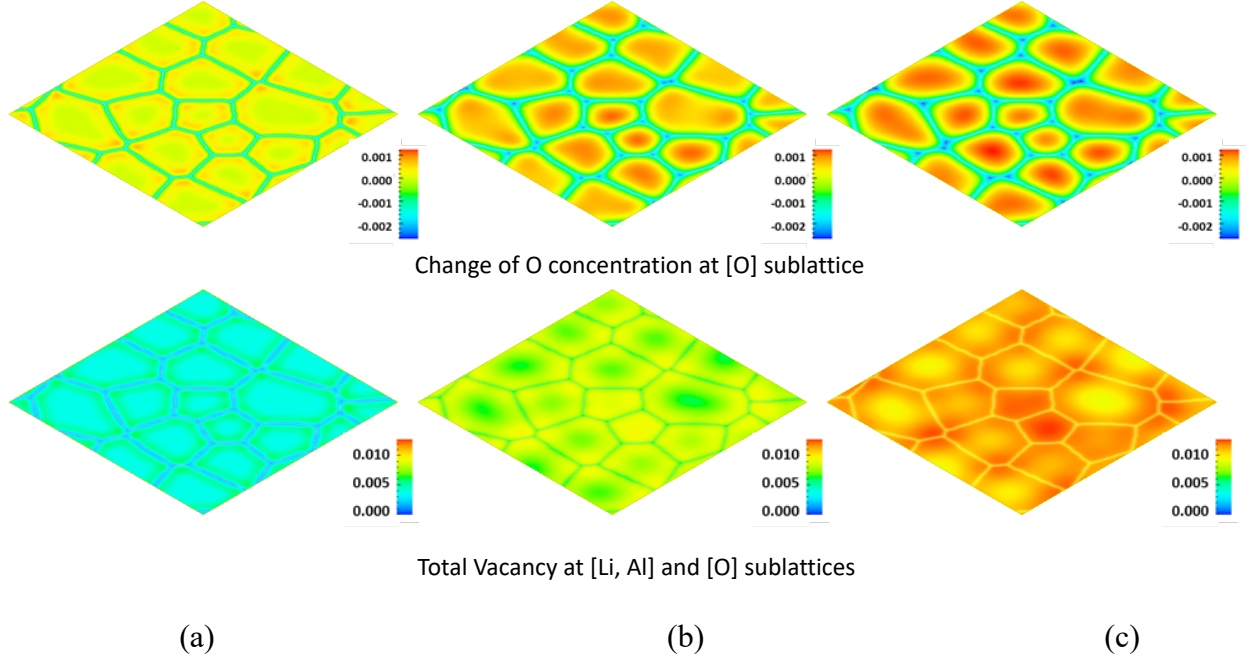 0.001 0.001 0.001
0.000 0.000 0.000
-0.001 -0.001 -0.001
-0.002 -0.002 -0.002
Change of O concentration at [O] sublattice
0.010 0.010 0.010
0.005 0.005 0.005
0.000 0.000 0.000
Total Vacancy at [Li, Al] and [O] sublattices
(a) (b) (c)